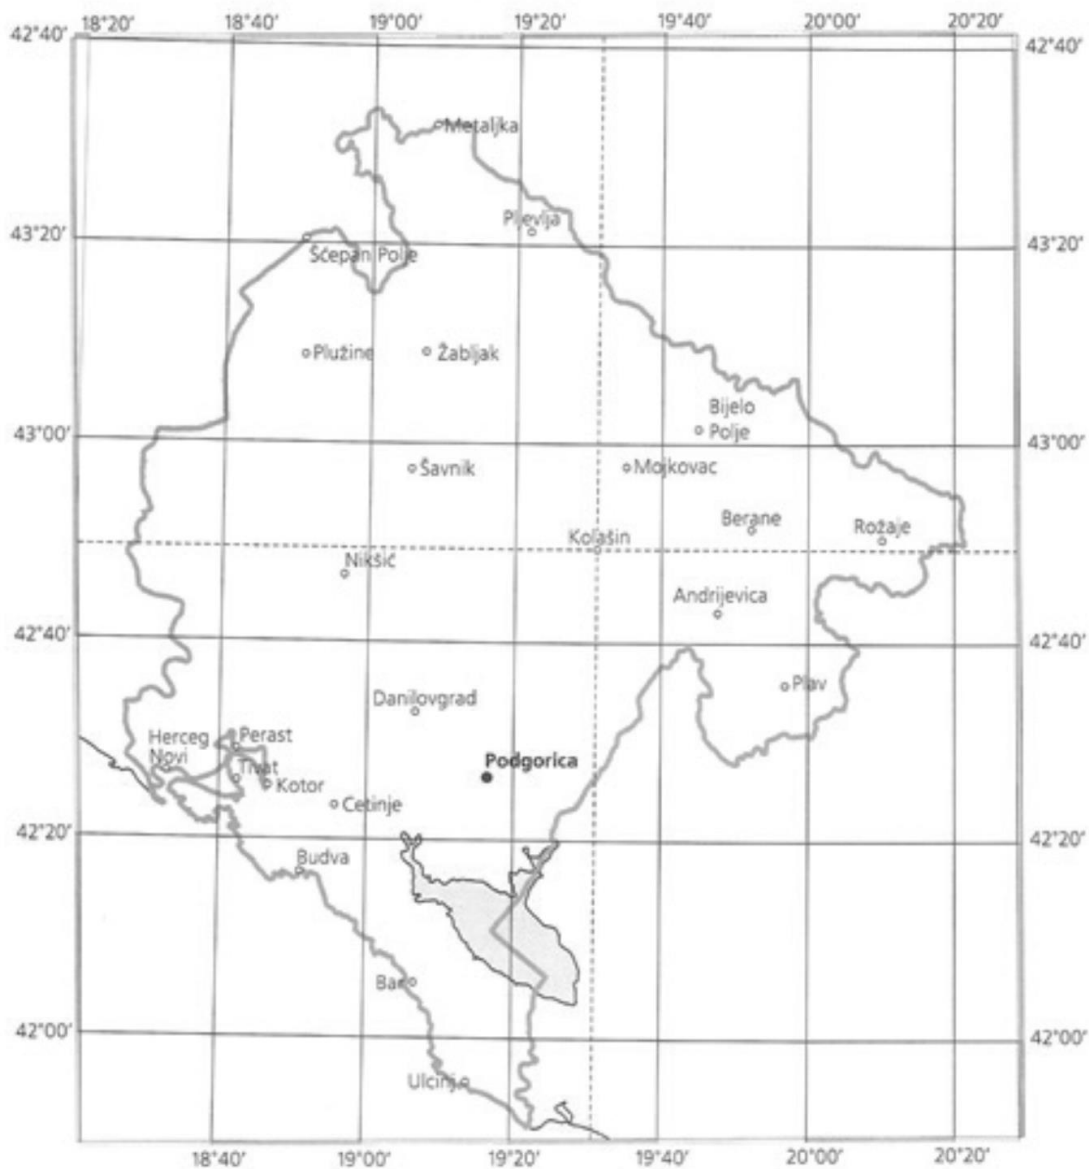 18°20' 18°40' 19°00' 19°20' 19°40' 20°00' 20°20'
42°40' 42°40'
Metaljka
Pljevlja
43°20' 43°20'
Šćepan Polje
Plužine Žabljak
Bijelo
Polje
43°00' 43°00'
Šavnik Mojkovac
Berane Rožaje
Kolašin
Nikšić
Andrijevica
42°40' 42°40'
Plav
Danilovgrad
Herceg Perast
Novi Tivat Podgorica
Kotor
Cetinje
42°20' 42°20'
Budva
Bar
42°00' 42°00'
Ulcinj
18°40' 19°00' 19°20' 19°40' 20°00' 20°20'